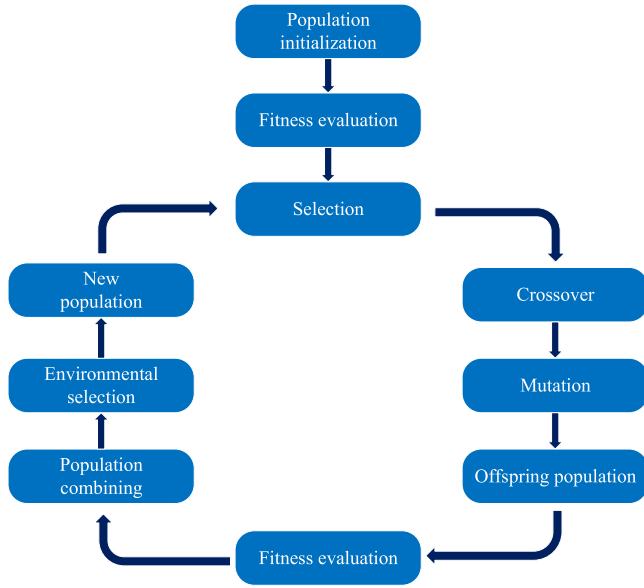 Population
initialization
Fitness evaluation
Selection
Crossover
Mutation
Offspring population
Fitness evaluation
Population
combining
Environmental
selection
New
population